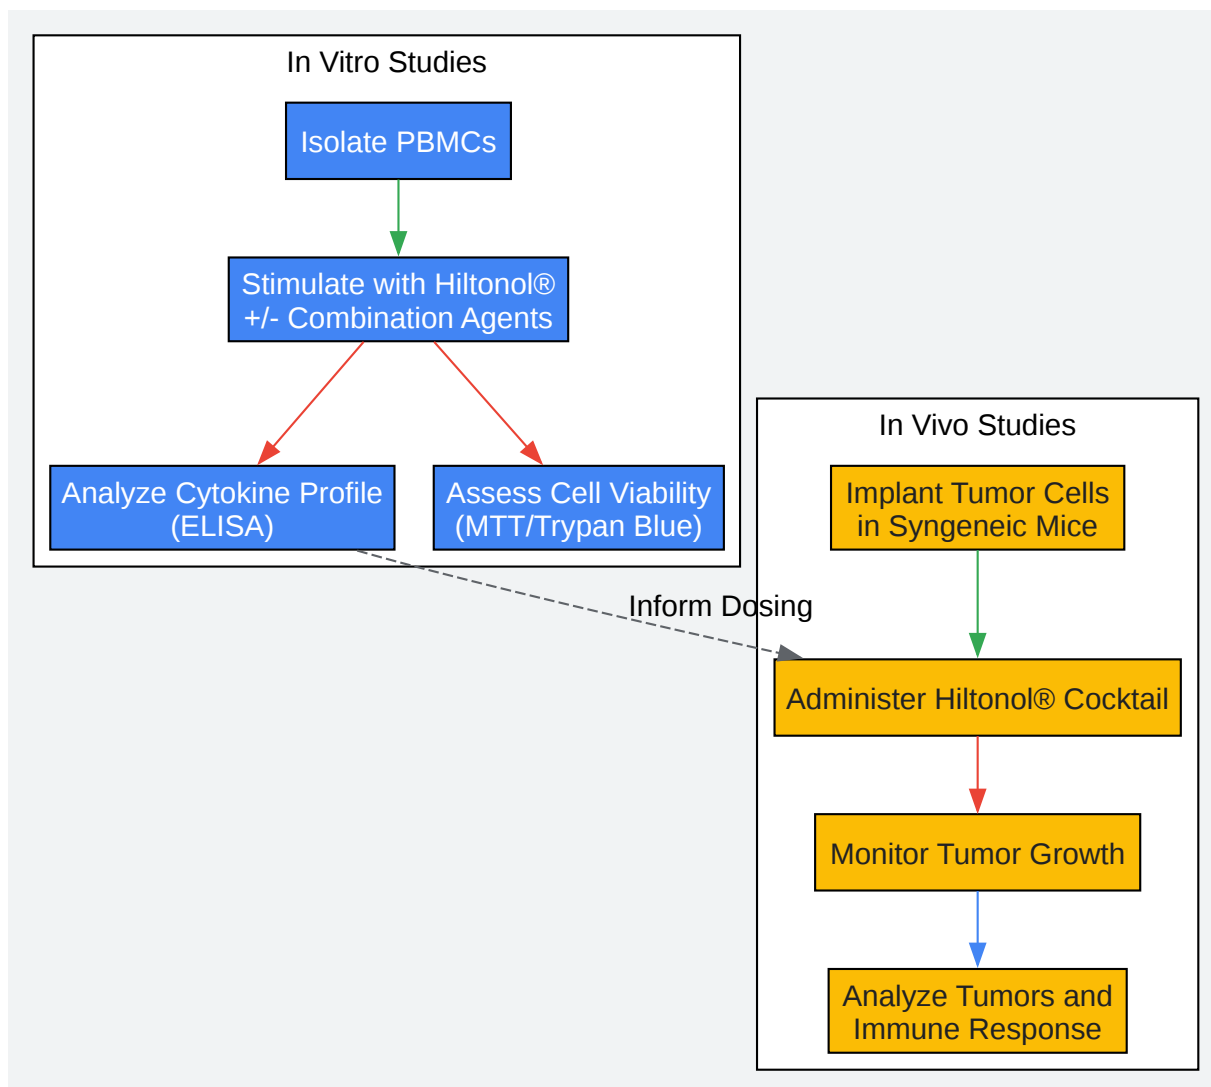 In Vitro Studies
Isolate PBMCs
Stimulate with Hiltonol®
+/- Combination Agents
Analyze Cytokine Profile
(ELISA)
Assess Cell Viability
(MTT/Trypan Blue)
Inform Dosing
In Vivo Studies
Implant Tumor Cells
in Syngeneic Mice
Administer Hiltonol® Cocktail
Monitor Tumor Growth
Analyze Tumors and
Immune Response